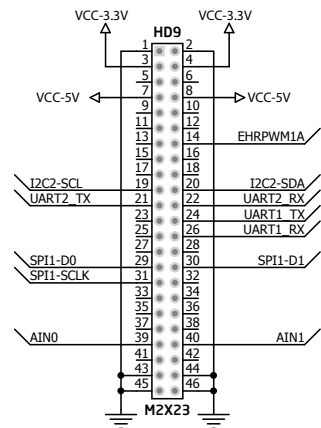 VCC-3.3V VCC-3.3V
HD9
1 2
3 4
5 6
VCC-5V 7 8 VCC-5V
9 10
11 12
13 14 EHRPWM1A
15 16
17 18
I2C2-SCL 19 20 I2C2-SDA
UART2_TX 21 22 UART2_RX
23 24 UART1_TX
25 26 UART1_RX
27 28
SPI1-D0 29 30 SPI1-D1
SPI1-SCLK 31 32
33 34
35 36
37 38
AIN0 39 40 AIN1
41 42
43 44
45 46
M2X23